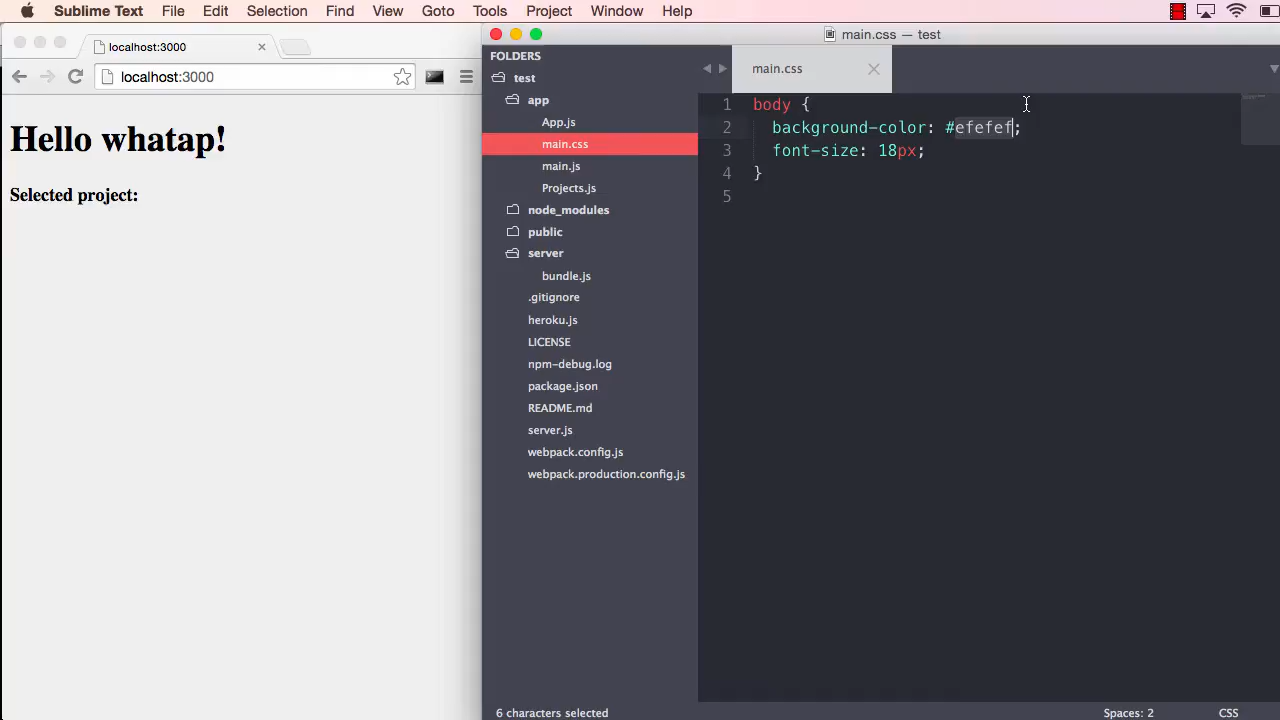 Sublime Text File Edit Selection Find View Goto Tools Project Window Help
localhost:3000
localhost:3000
Hello whatap!
Selected project:
main.css — test
FOLDERS
test
app
App.js
main.css
main.js
Projects.js
node_modules
public
server
bundle.js
.gitignore
heroku.js
LICENSE
npm-debug.log
package.json
README.md
server.js
webpack.config.js
webpack.production.config.js
main.css
1 body {
2 background-color: #efefef;
3 font-size: 18px;
4 }
5
6 characters selected
Spaces: 2
CSS